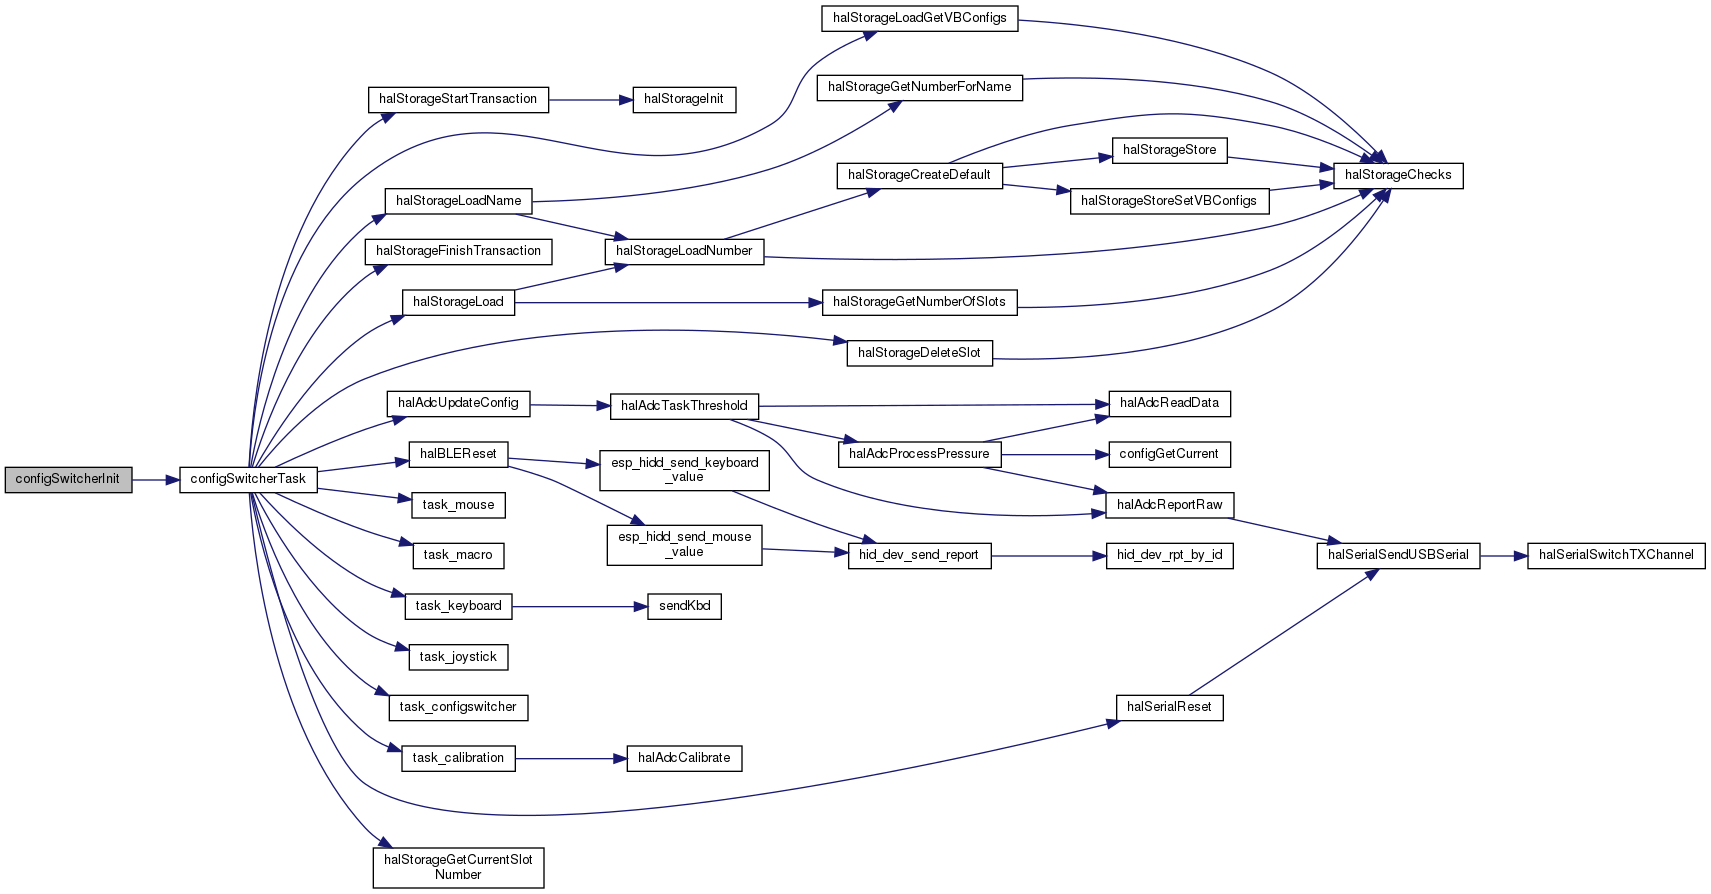 halStorageLoadGetVBConfigs
halStorageGetNumberForName
halStorageStartTransaction
halStorageInit
halStorageStore
halStorageCreateDefault
halStorageChecks
halStorageLoadName
halStorageStoreSetVBConfigs
halStorageFinishTransaction
halStorageLoadNumber
halStorageLoad
halStorageGetNumberOfSlots
halStorageDeleteSlot
halAdcUpdateConfig
halAdcTaskThreshold
halAdcReadData
halBLEReset
halAdcProcessPressure
configGetCurrent
esp_hidd_send_keyboard
_value
configSwitcherInit
configSwitcherTask
task_mouse
halAdcReportRaw
esp_hidd_send_mouse
_value
task_macro
hid_dev_send_report
hid_dev_rpt_by_id
halSerialSendUSBSerial
halSerialSwitchTXChannel
task_keyboard
sendKbd
task_joystick
task_configswitcher
halSerialReset
task_calibration
halAdcCalibrate
halStorageGetCurrentSlot
Number